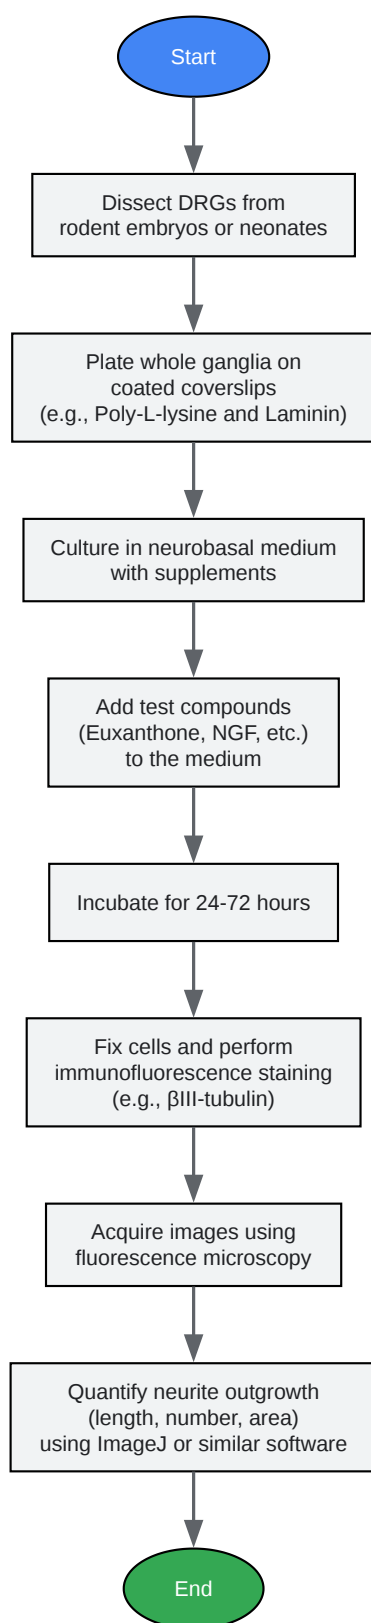 Start
Dissect DRGs from
rodent embryos or neonates
Plate whole ganglia on
coated coverslips
(e.g., Poly-L-lysine and Laminin)
Culture in neurobasal medium
with supplements
Add test compounds
(Euxanthone, NGF, etc.)
to the medium
Incubate for 24-72 hours
Fix cells and perform
immunofluorescence staining
(e.g., βIII-tubulin)
Acquire images using
fluorescence microscopy
Quantify neurite outgrowth
(length, number, area)
using ImageJ or similar software
End